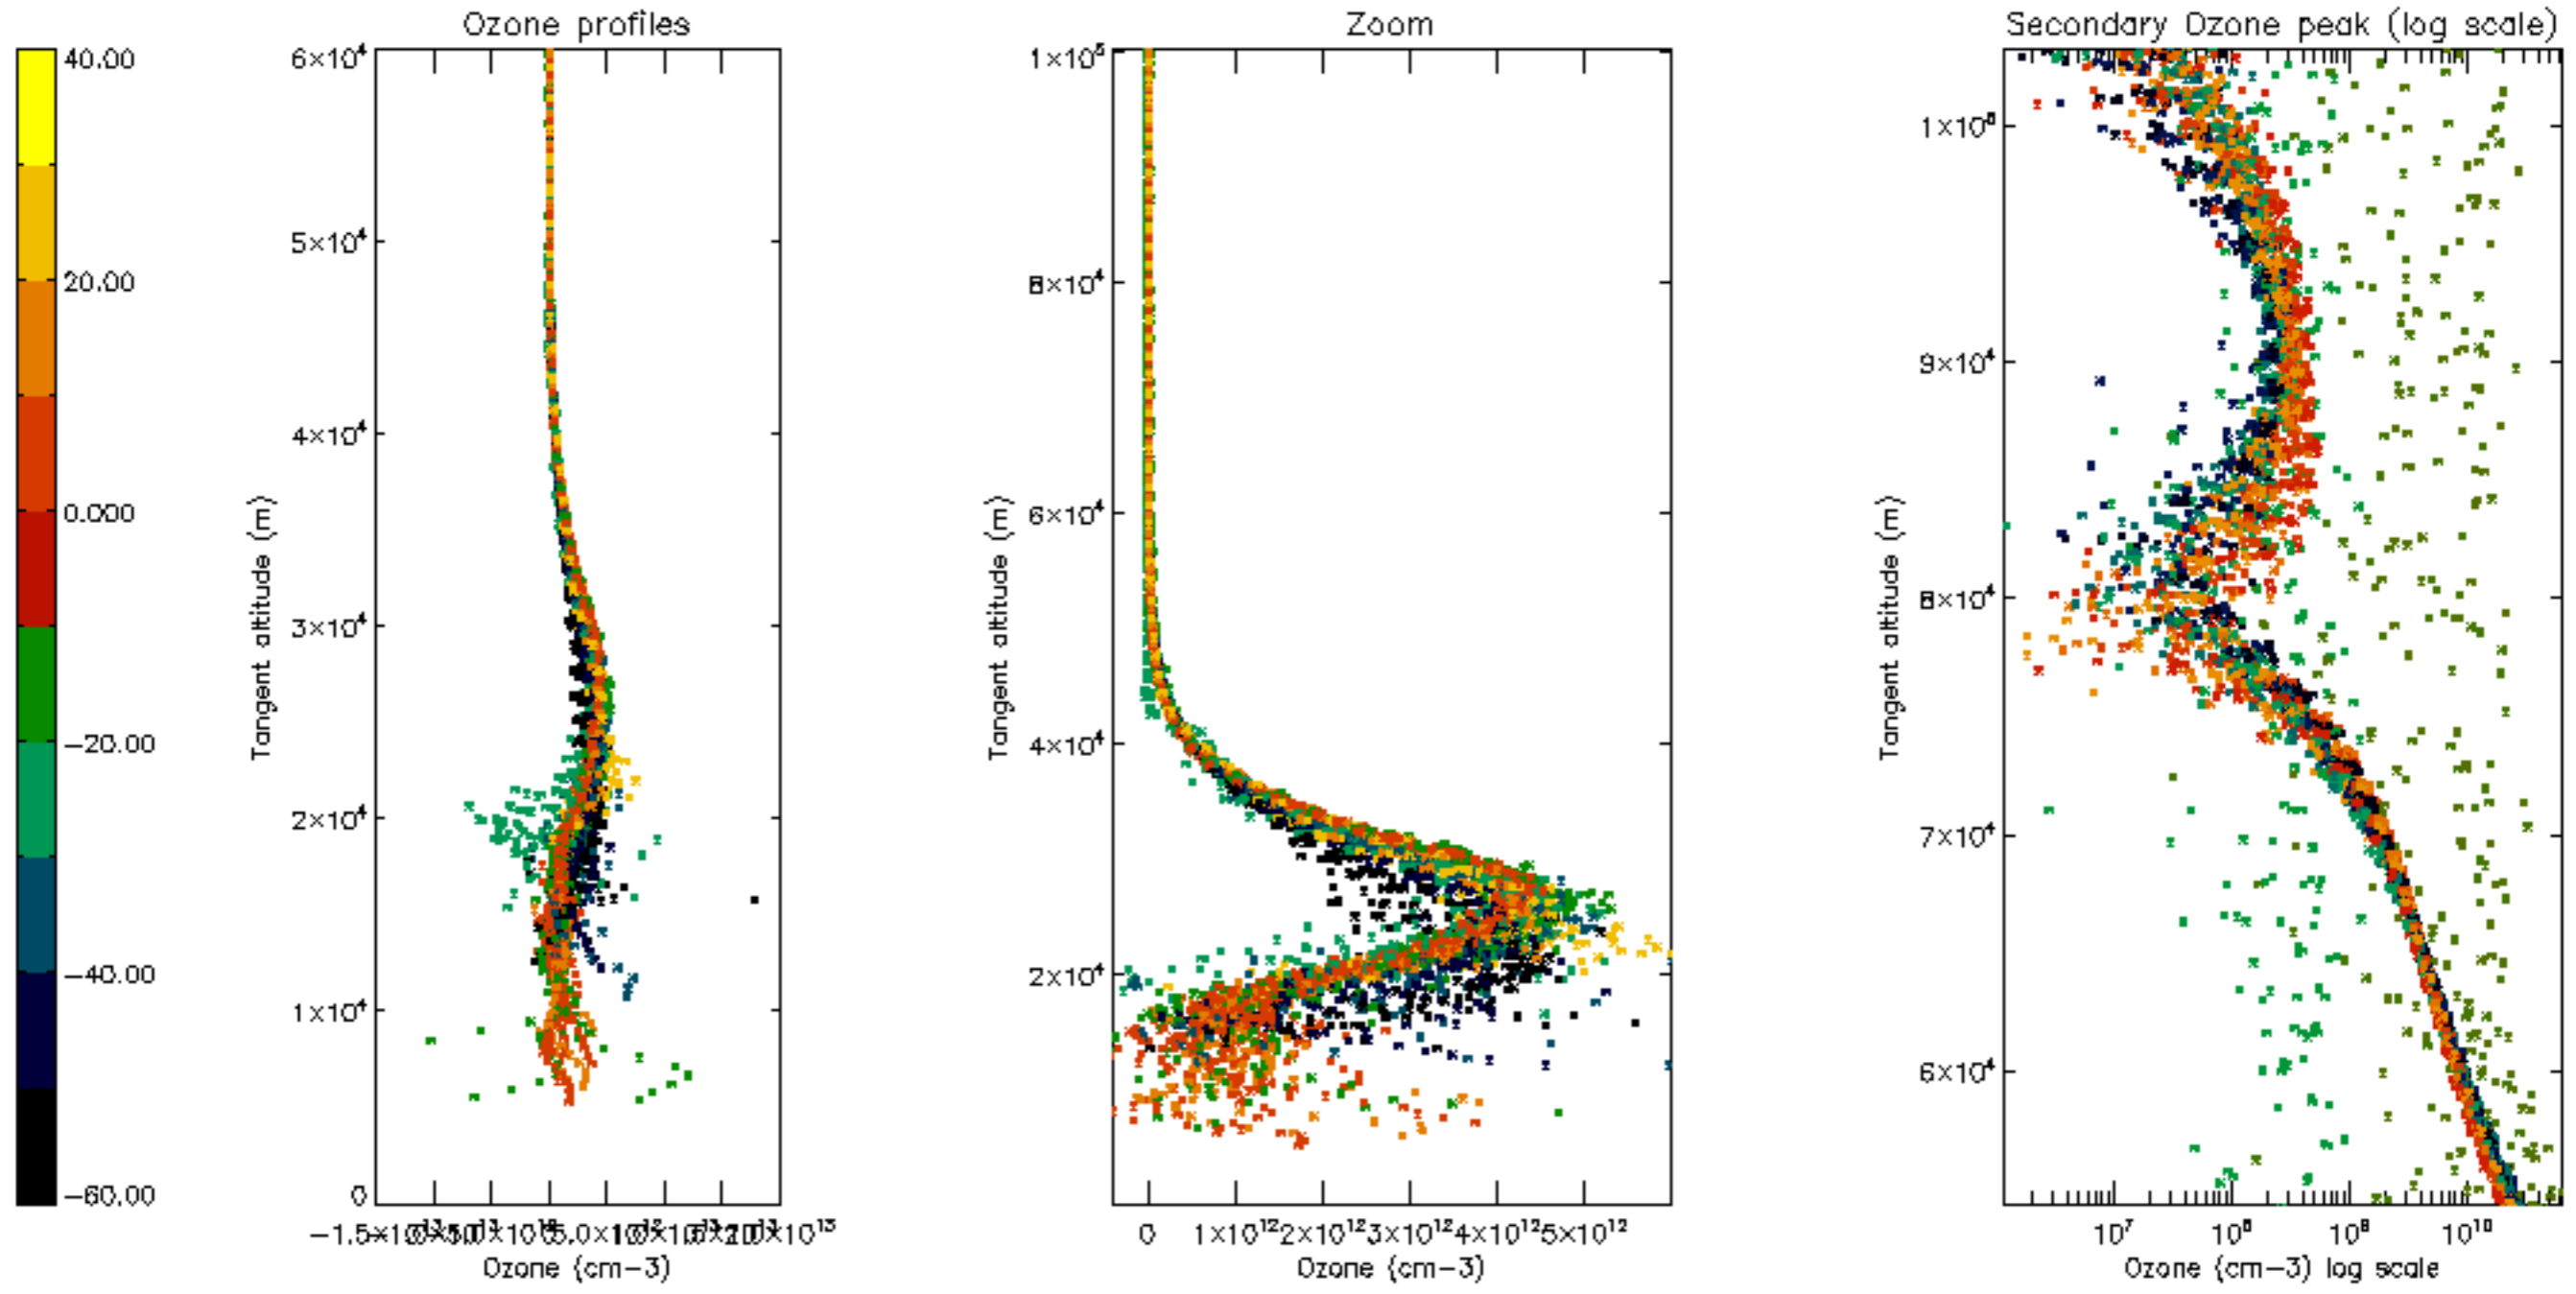 Ozone profiles
Zoom
Secondary Ozone peak (log scale)
40.00
20.00
0.000
−20.00
−40.00
−60.00
6×10⁴
5×10⁴
4×10⁴
3×10⁴
2×10⁴
1×10⁴
0
Tangent altitude (m)
Ozone (cm−3)
1×10⁵
8×10⁴
6×10⁴
4×10⁴
2×10⁴
Tangent altitude (m)
0 1×10¹² 2×10¹² 3×10¹² 4×10¹² 5×10¹²
Ozone (cm−3)
1×10⁵
9×10⁴
8×10⁴
7×10⁴
6×10⁴
Tangent altitude (m)
10⁷ 10⁸ 10⁹ 10¹⁰
Ozone (cm−3) log scale